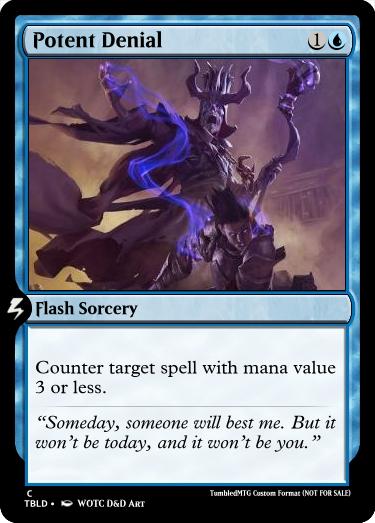 Potent Denial
1
Flash Sorcery
Counter target spell with mana value
3 or less.
“Someday, someone will best me. But it
won’t be today, and it won’t be you.”
C
TBLD • WOTC D&D Art
TumbledMTG Custom Format (NOT FOR SALE)